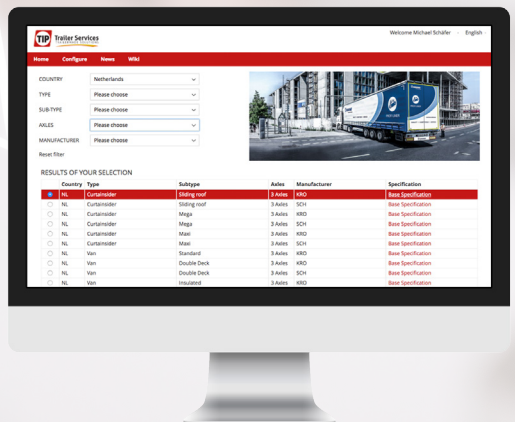 TIP Trailer Services
Welcome Michael Schäfer - English
Home Configure News Wiki
COUNTRY Netherlands
TYPE Please choose
SUB-TYPE Please choose
AXLES Please choose
MANUFACTURER Please choose
Reset filter
RESULTS OF YOUR SELECTION
Country Type Subtype Axles Manufacturer Specification
NL Curtainsider Sliding roof 3 Axles KRO Base Specification
NL Curtainsider Sliding roof 3 Axles SCH Base Specification
NL Curtainsider Mega 3 Axles KRO Base Specification
NL Curtainsider Mega 3 Axles SCH Base Specification
NL Curtainsider Maxi 3 Axles KRO Base Specification
NL Curtainsider Maxi 3 Axles SCH Base Specification
NL Van Standard 3 Axles KRO Base Specification
NL Van Double Deck 3 Axles KRO Base Specification
NL Van Double Deck 3 Axles SCH Base Specification
NL Van Insulated 3 Axles KRO Base Specification